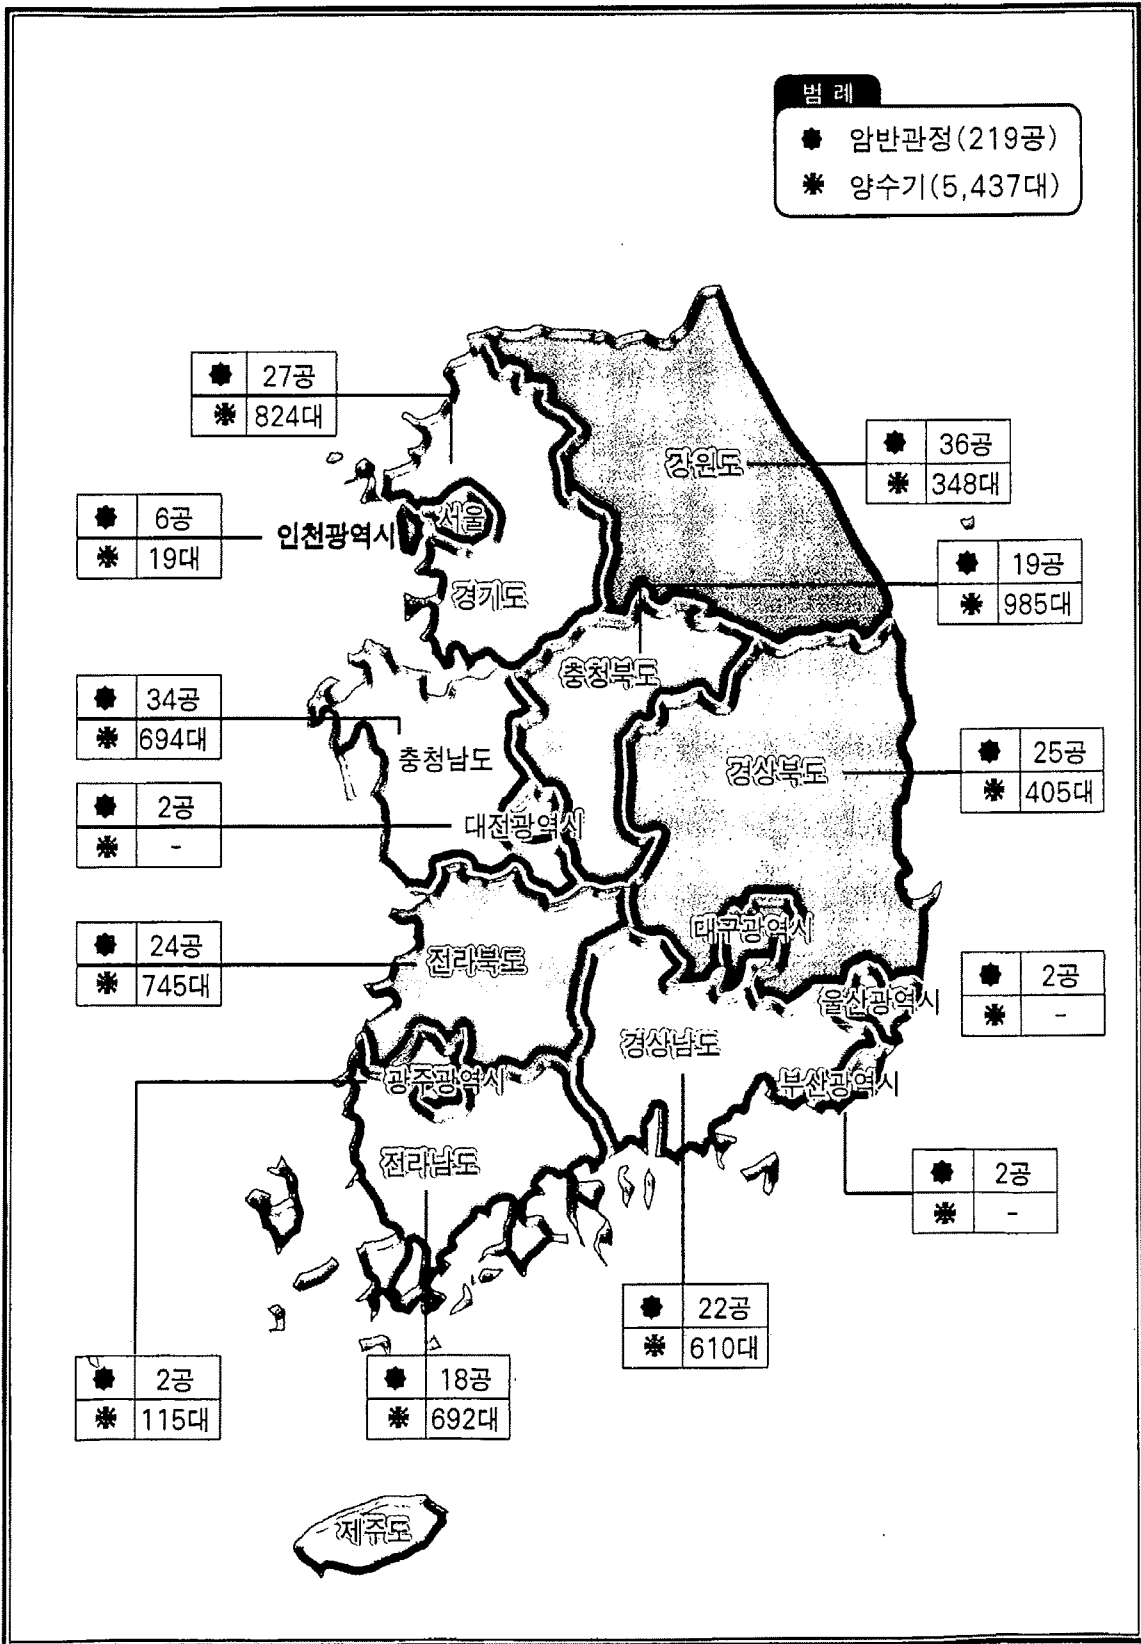 범례
암반관정(219공)
양수기(5,437대)
27공
824대
강원도
36공
348대
6공
19대
인천광역시
서울
경기도
19공
985대
충청북도
34공
694대
충청남도
경상북도
25공
405대
2공
-
대전광역시
대구광역시
24공
745대
전라북도
2공
-
울산광역시
경상남도
광주광역시
부산광역시
전라남도
2공
-
22공
610대
2공
115대
18공
692대
제주도